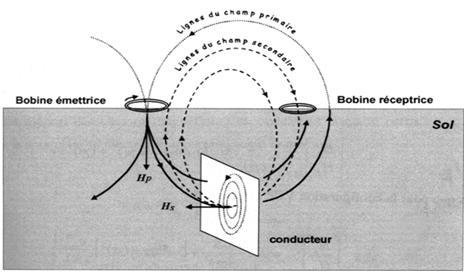 Lignes du champ primaire
Lignes du champ secondaire
Bobine émettrice
Bobine réceptrice
Sol
Hp
Hs
conducteur